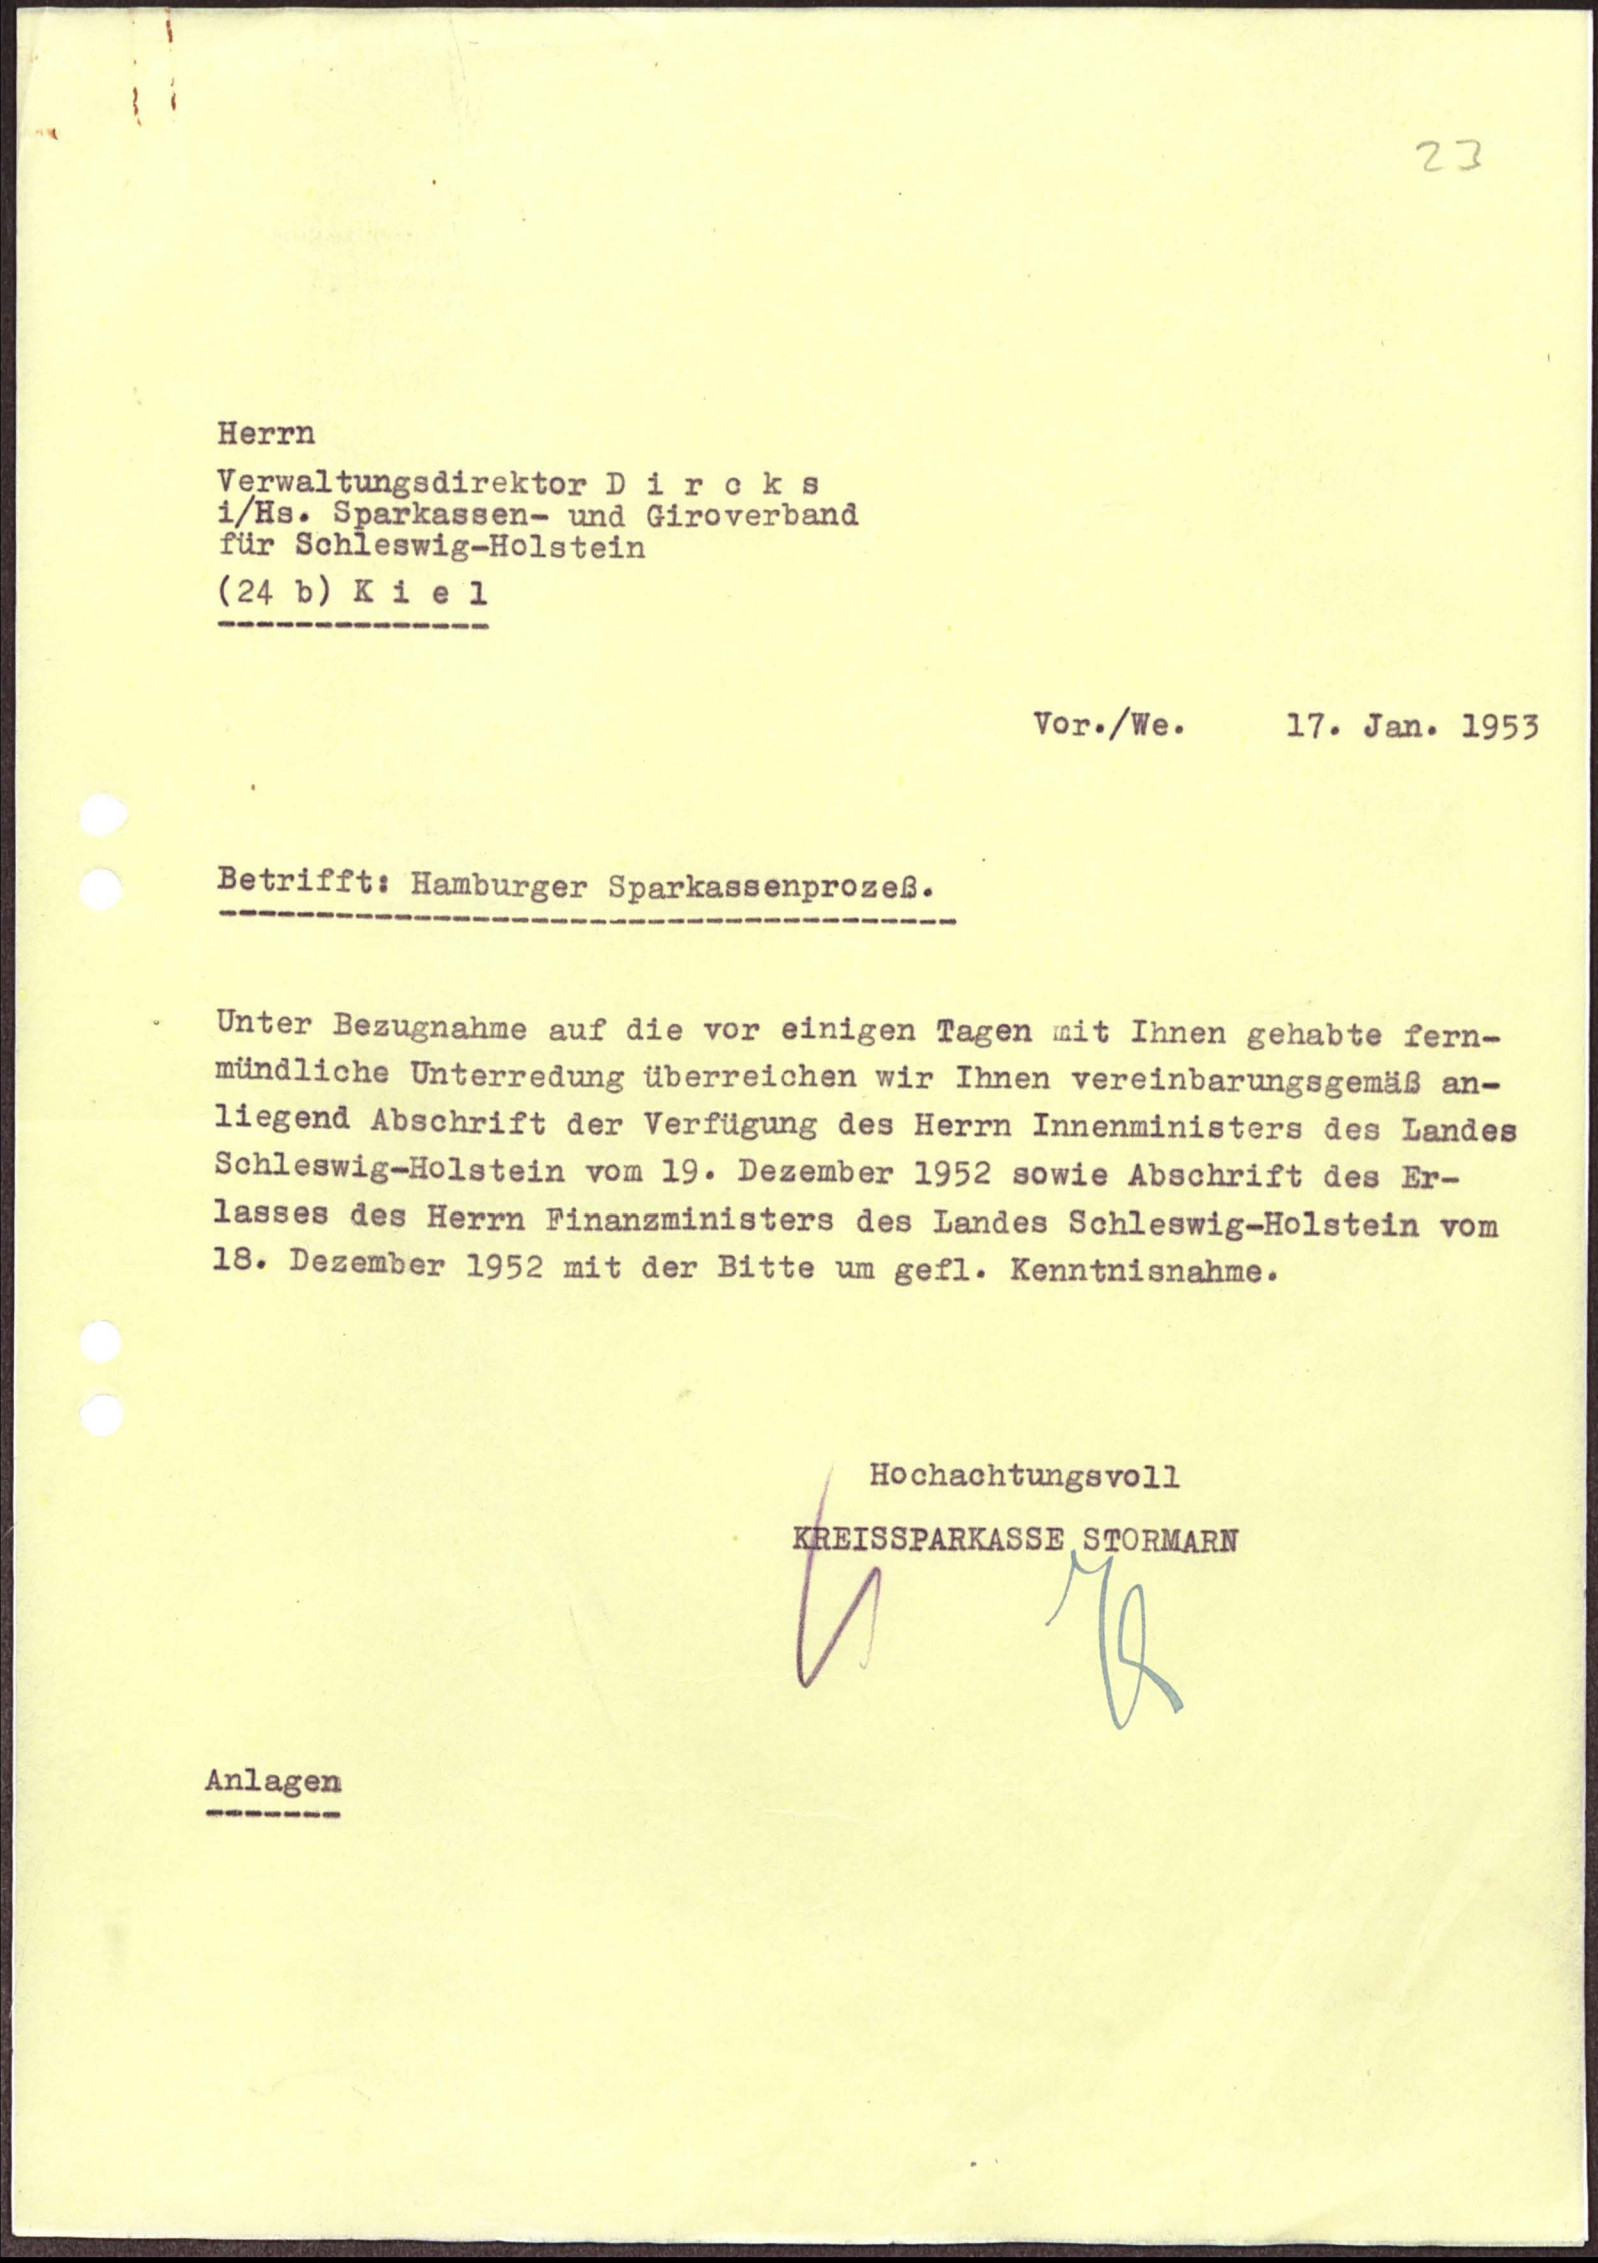 23
Herrn
Verwaltungsdirektor D i r c k s
i/Hs. Sparkassen- und Giroverband
für Schleswig-Holstein
(24 b) K i e l
Vor./We. 17. Jan. 1953
Betrifft: Hamburger Sparkassenprozeß.
Unter Bezugnahme auf die vor einigen Tagen mit Ihnen gehabte fern-
mündliche Unterredung überreichen wir Ihnen vereinbarungsgemäß an-
liegend Abschrift der Verfügung des Herrn Innenministers des Landes
Schleswig-Holstein vom 19. Dezember 1952 sowie Abschrift des Er-
lasses des Herrn Finanzministers des Landes Schleswig-Holstein vom
18. Dezember 1952 mit der Bitte um gefl. Kenntnisnahme.
Hochachtungsvoll
KREISSPARKASSE STORMARN
Anlagen